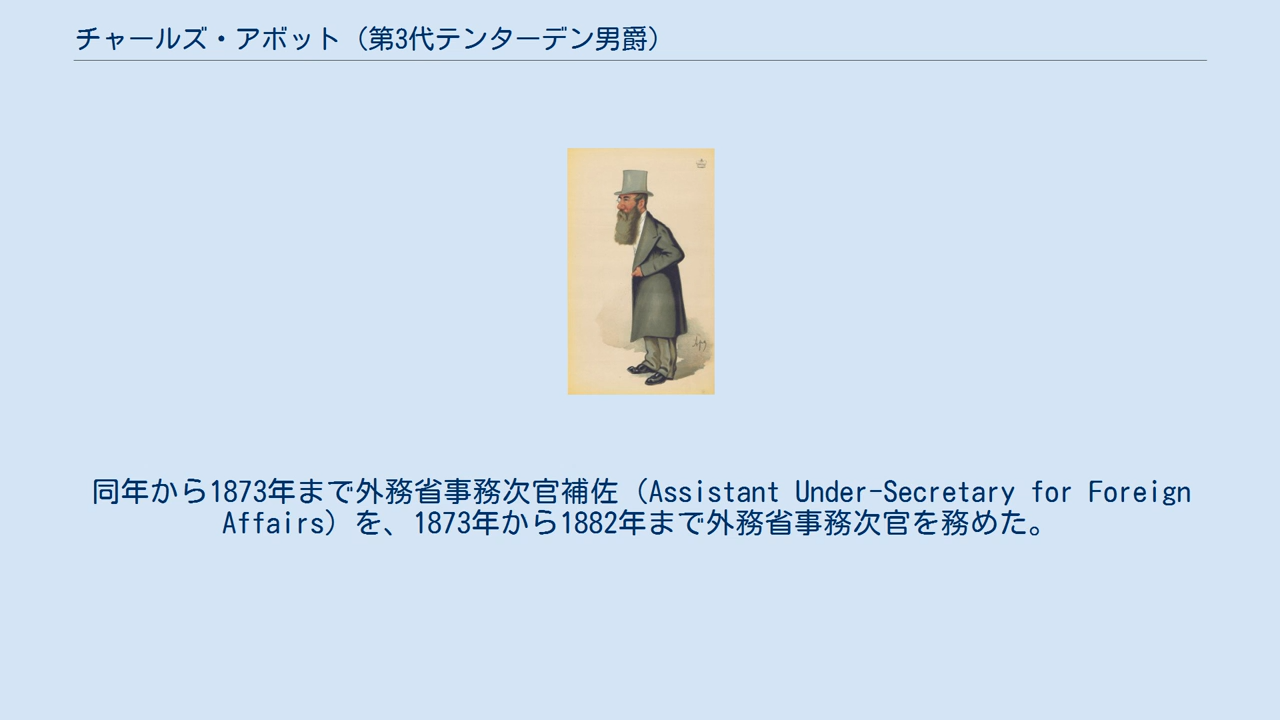 チャールズ・アボット（第3代テンターデン男爵）
同年から1873年まで外務省事務次官補佐（Assistant Under-Secretary for Foreign
Affairs）を、1873年から1882年まで外務省事務次官を務めた。